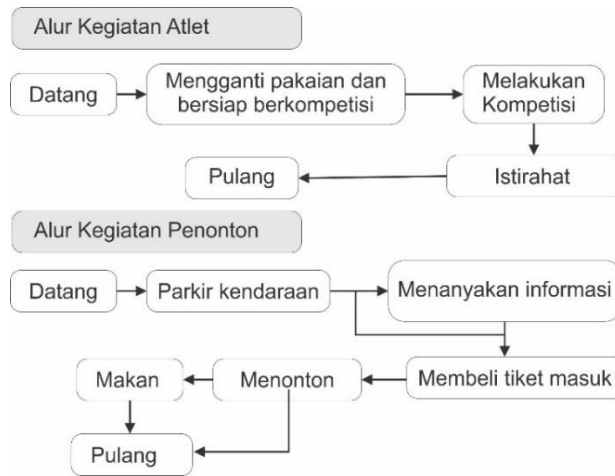 Alur Kegiatan Atlet
Datang
Mengganti pakaian dan
bersiap berkompetisi
Melakukan
Kompetisi
Pulang
Istirahat
Alur Kegiatan Penonton
Datang
Parkir kendaraan
Menanyakan informasi
Makan
Menonton
Membeli tiket masuk
Pulang